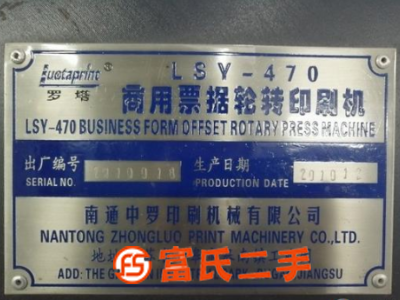 Luotaprint ®
罗塔
LSY-470
商用票据轮转印刷机
LSY-470 BUSINESS FORM OFFSET ROTARY PRESS MACHINE
出厂编号
生产日期
SERIAL NO.
PRODUCTION DATE
南通中罗印刷机械有限公司
NANTONG ZHONGLUO PRINT MACHINERY CO.,LTD.
富氏二手
ADD: THE JIANGSU